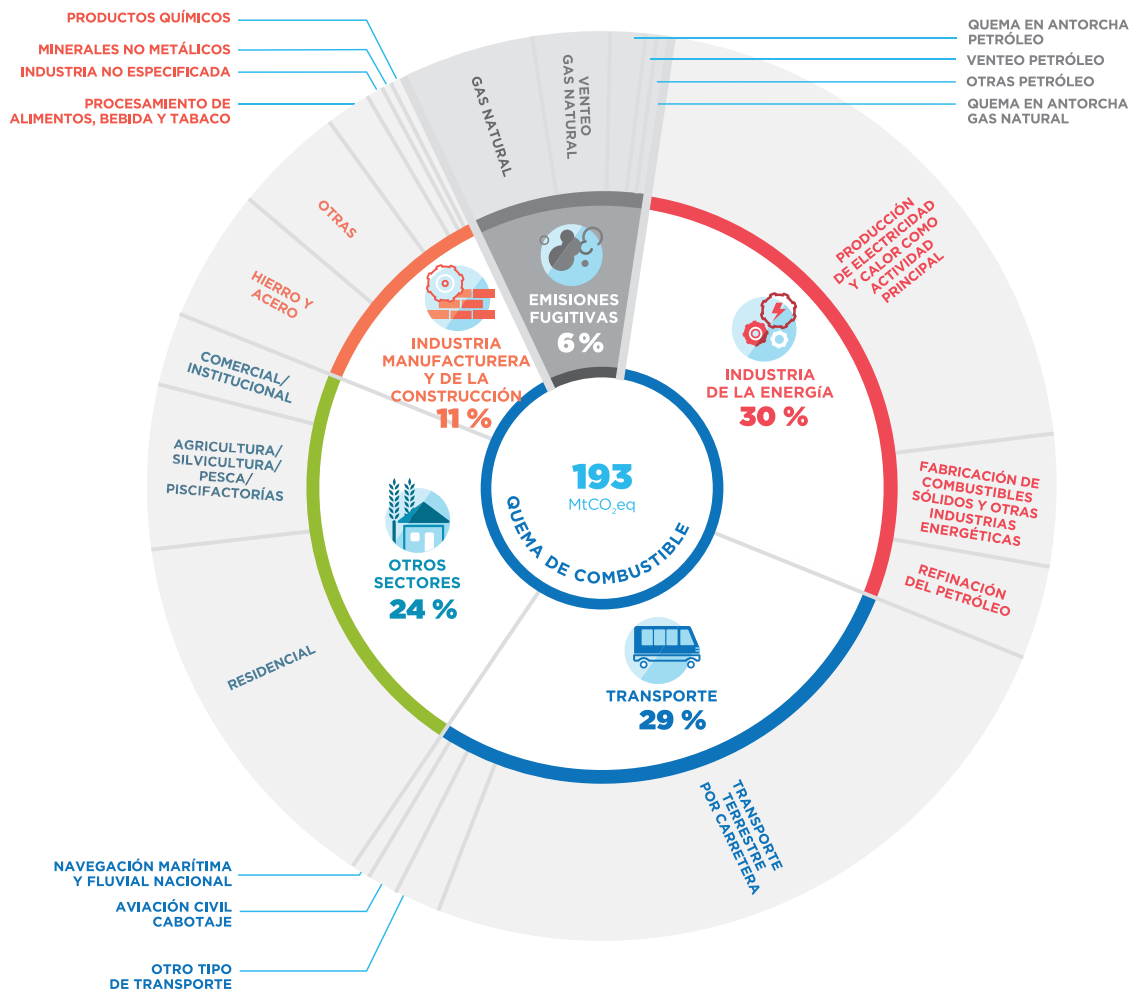 PRODUCTOS QUÍMICOS
MINERALES NO METÁLICOS
INDUSTRIA NO ESPECIFICADA
PROCESAMIENTO DE
ALIMENTOS, BEBIDA Y TABACO
QUEMA EN ANTORCHA
PETRÓLEO
VENTEO PETRÓLEO
OTRAS PETRÓLEO
QUEMA EN ANTORCHA
GAS NATURAL
GAS NATURAL
VENTEO
GAS NATURAL
OTRAS
HIERRO Y
ACERO
COMERCIAL/
INSTITUCIONAL
AGRICULTURA/
SILVICULTURA/
PESCA/
PISCIFACTORÍAS
RESIDENCIAL
PRODUCCIÓN
DE ELECTRICIDAD
Y CALOR COMO
ACTIVIDAD
PRINCIPAL
FABRICACIÓN DE
COMBUSTIBLES
SÓLIDOS Y OTRAS
INDUSTRIAS
ENERGÉTICAS
REFINACIÓN
DEL PETRÓLEO
TRANSPORTE
TERRESTRE
POR CARRETERA
EMISIONES
FUGITIVAS
6 %
INDUSTRIA
MANUFACTURERA
Y DE LA
CONSTRUCCIÓN
11 %
INDUSTRIA
DE LA ENERGÍA
30 %
193
MtCO₂eq
QUEMA DE COMBUSTIBLE
OTROS
SECTORES
24 %
TRANSPORTE
29 %
NAVEGACIÓN MARÍTIMA
Y FLUVIAL NACIONAL
AVIACIÓN CIVIL
CABOTAJE
OTRO TIPO
DE TRANSPORTE